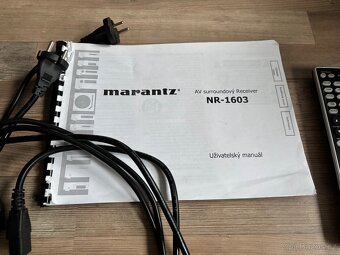 marantz®
AV surroundový Receiver
NR-1603
Uživatelský manuál